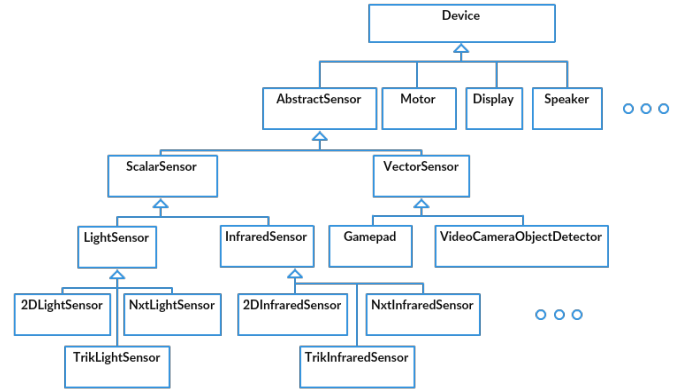 Device
AbstractSensor
Motor
Display
Speaker
ScalarSensor
VectorSensor
LightSensor
InfraredSensor
Gamepad
VideoCameraObjectDetector
2DLightSensor
NxtLightSensor
2DInfraredSensor
NxtInfraredSensor
TrikLightSensor
TrikInfraredSensor